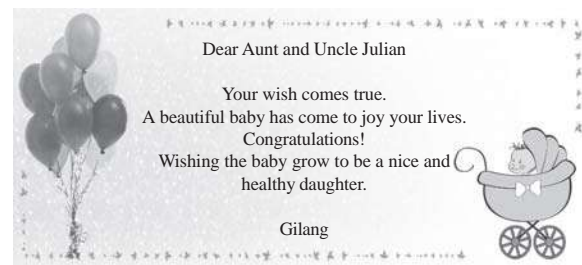 Dear Aunt and Uncle Julian
Your wish comes true.
A beautiful baby has come to joy your lives.
Congratulations!
Wishing the baby grow to be a nice and
healthy daughter.
Gilang